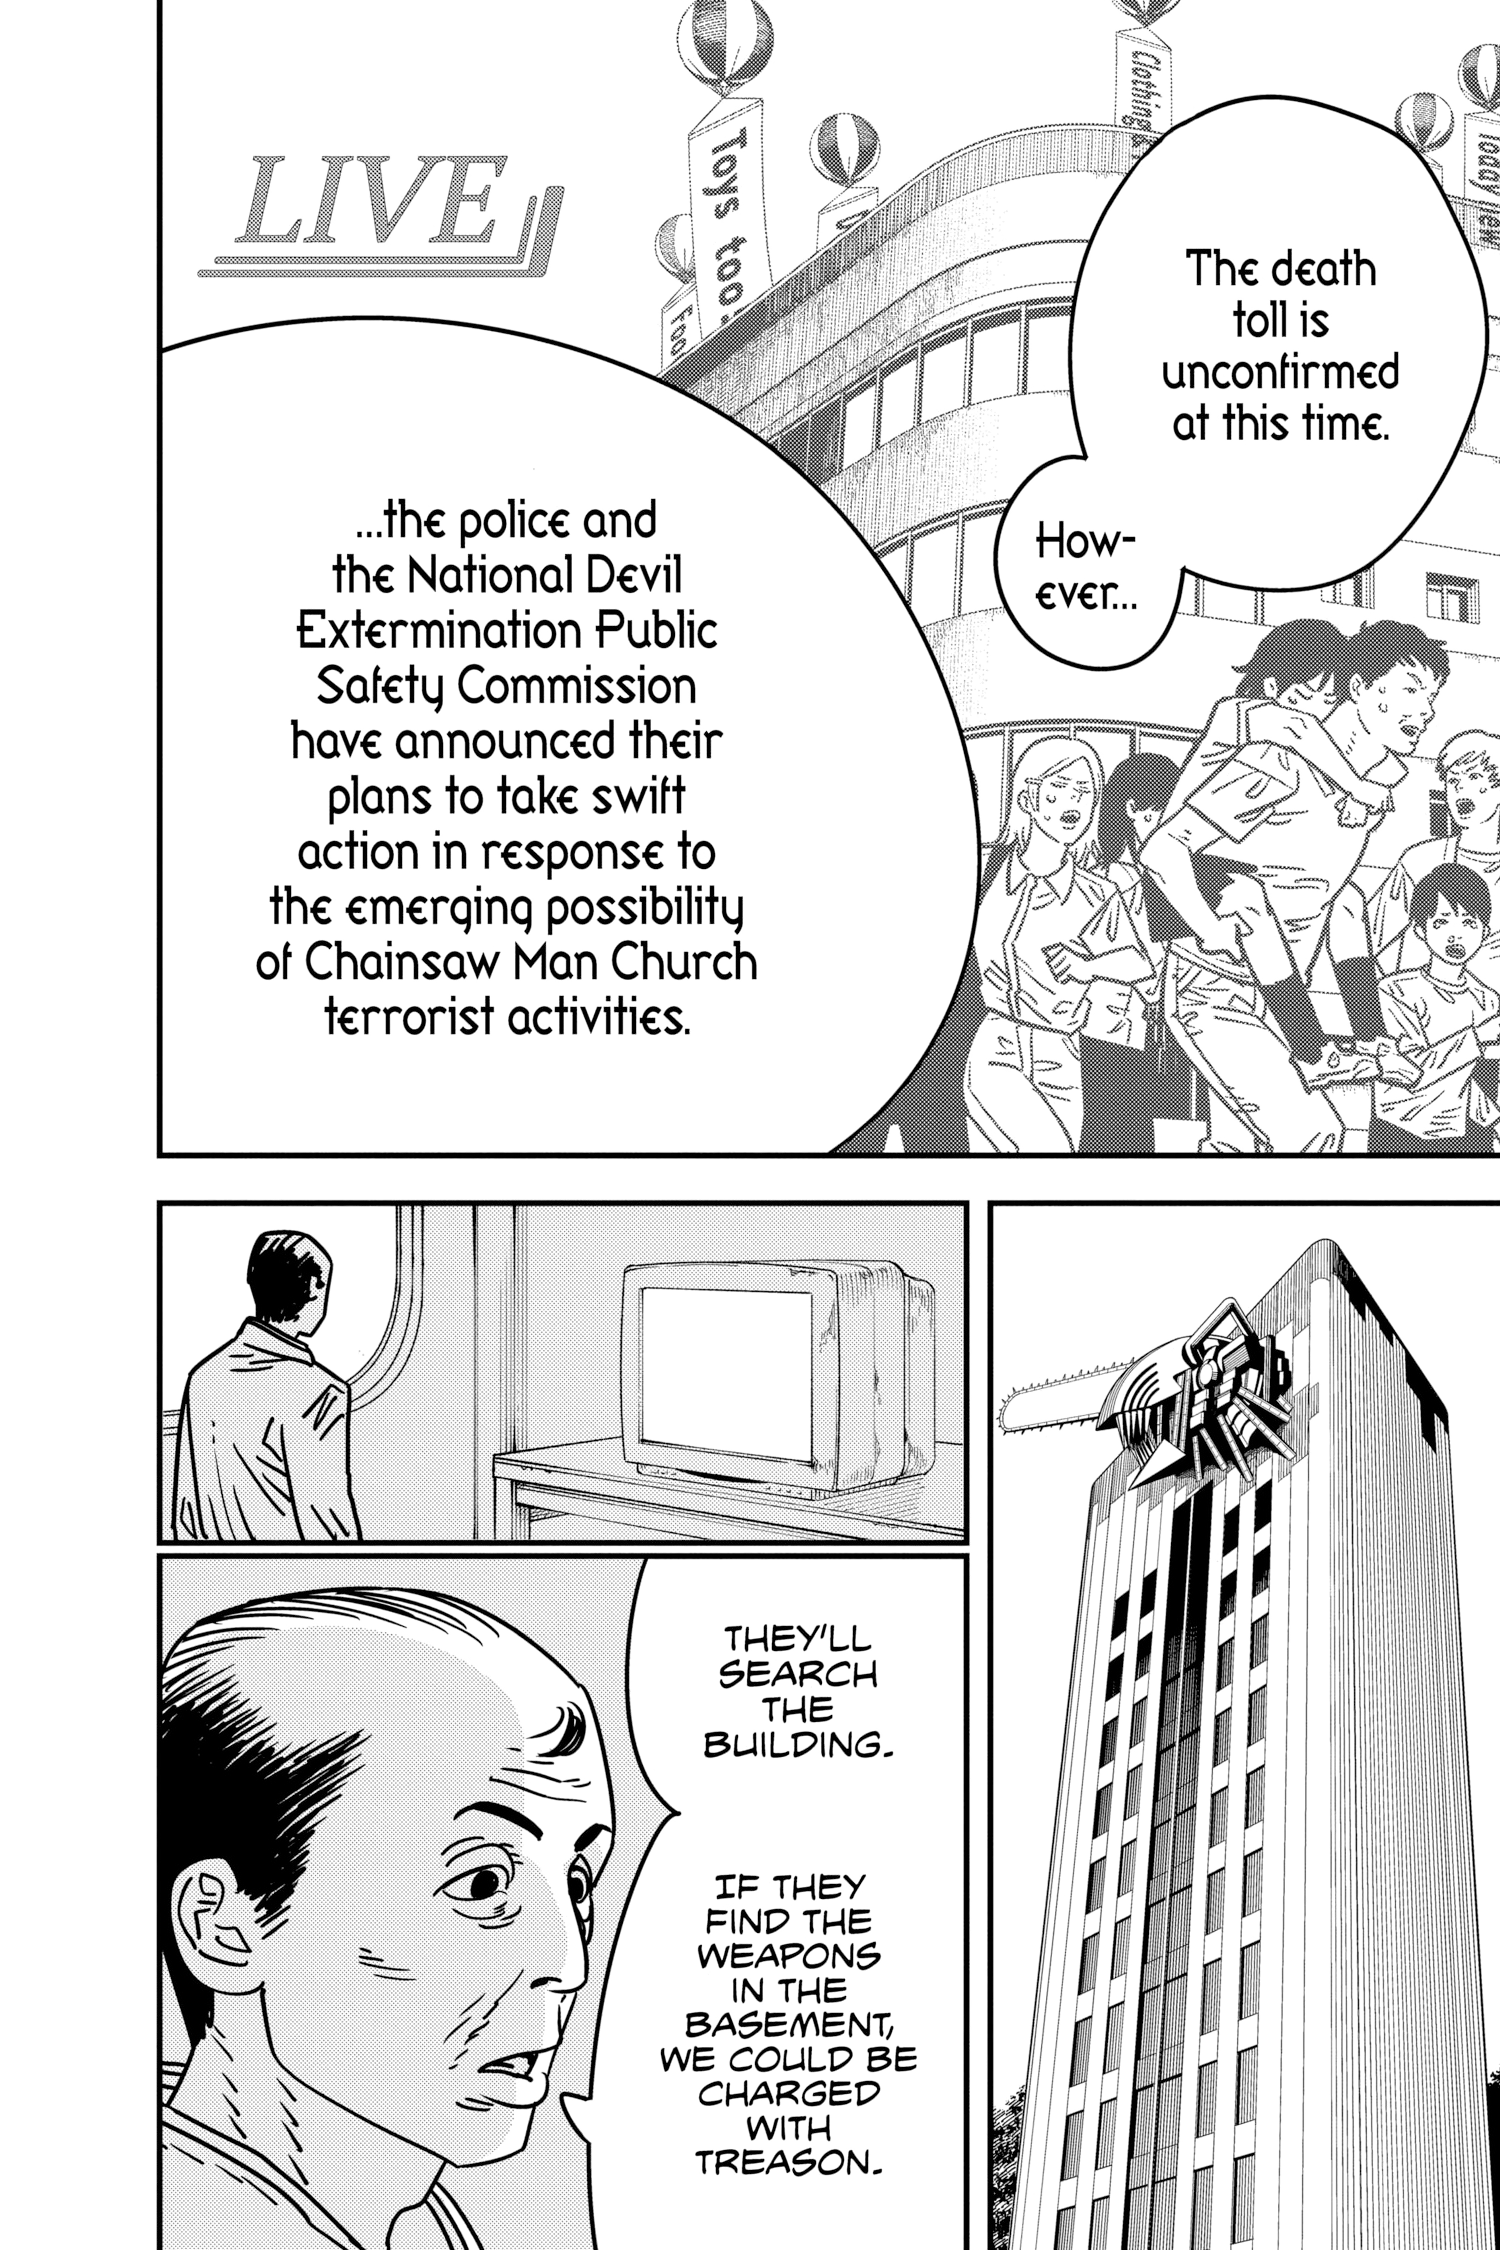 The death
toll is
unconfirmed
at this time.
How-
ever...
LIVE
Toys too!
Clothing
Today
...the police and
the National Devil
Extermination Public
Safety Commission
have announced their
plans to take swift
action in response to
the emerging possibility
of Chainsaw Man Church
terrorist activities.
THEY'LL
SEARCH
THE
BUILDING.
IF THEY
FIND THE
WEAPONS
IN THE
BASEMENT,
WE COULD BE
CHARGED
WITH
TREASON.